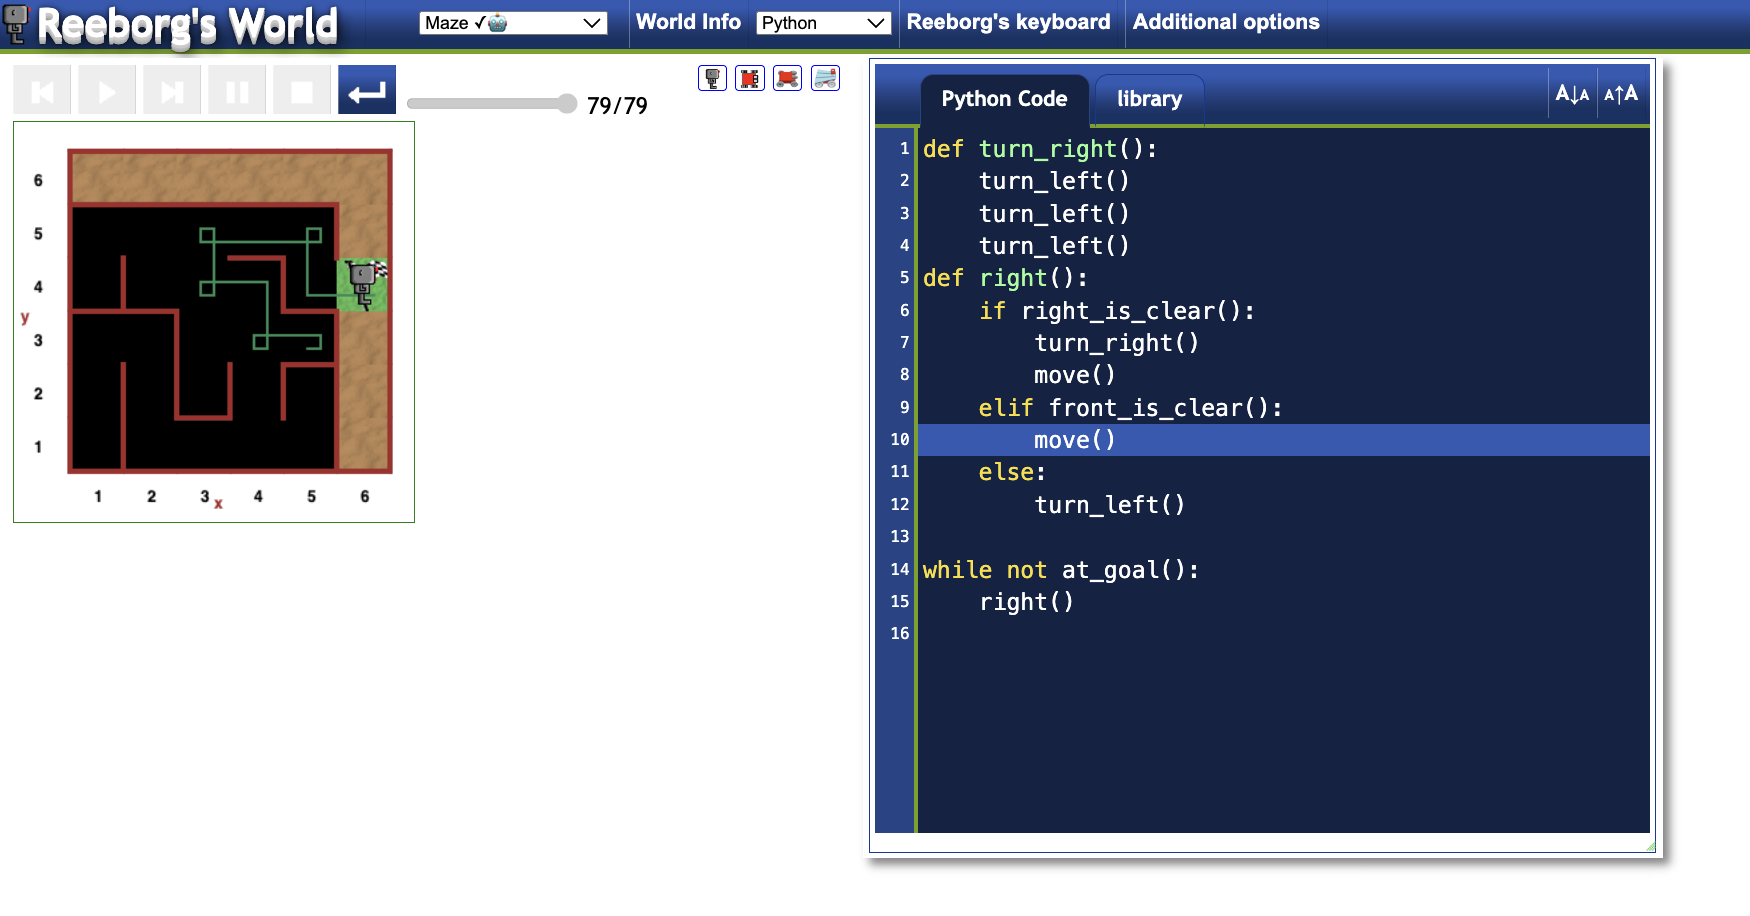 Reeborg's World
Maze ✓🤖
World Info
Python
Reeborg's keyboard
Additional options
79/79
6
5
4
y
3
2
1
1 2 3 x 4 5 6
Python Code
library
A↓A
A↑A
1 def turn_right():
2     turn_left()
3     turn_left()
4     turn_left()
5 def right():
6     if right_is_clear():
7         turn_right()
8         move()
9     elif front_is_clear():
10         move()
11     else:
12         turn_left()
13
14 while not at_goal():
15     right()
16